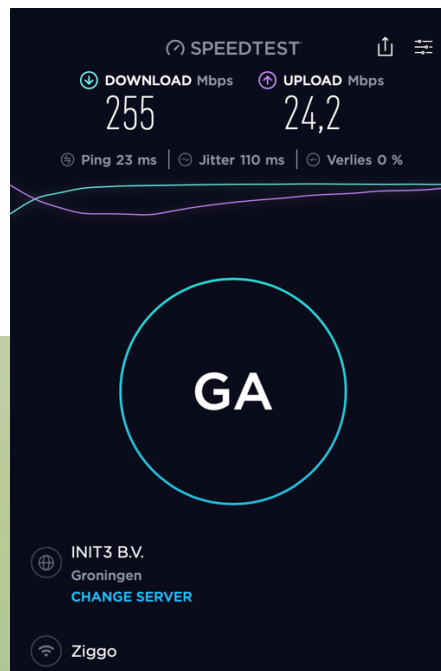 SPEEDTEST
DOWNLOAD Mbps UPLOAD Mbps
255 24,2
Ping 23 ms Jitter 110 ms Verlies 0 %
GA
INIT3 B.V.
Groningen
CHANGE SERVER
Ziggo